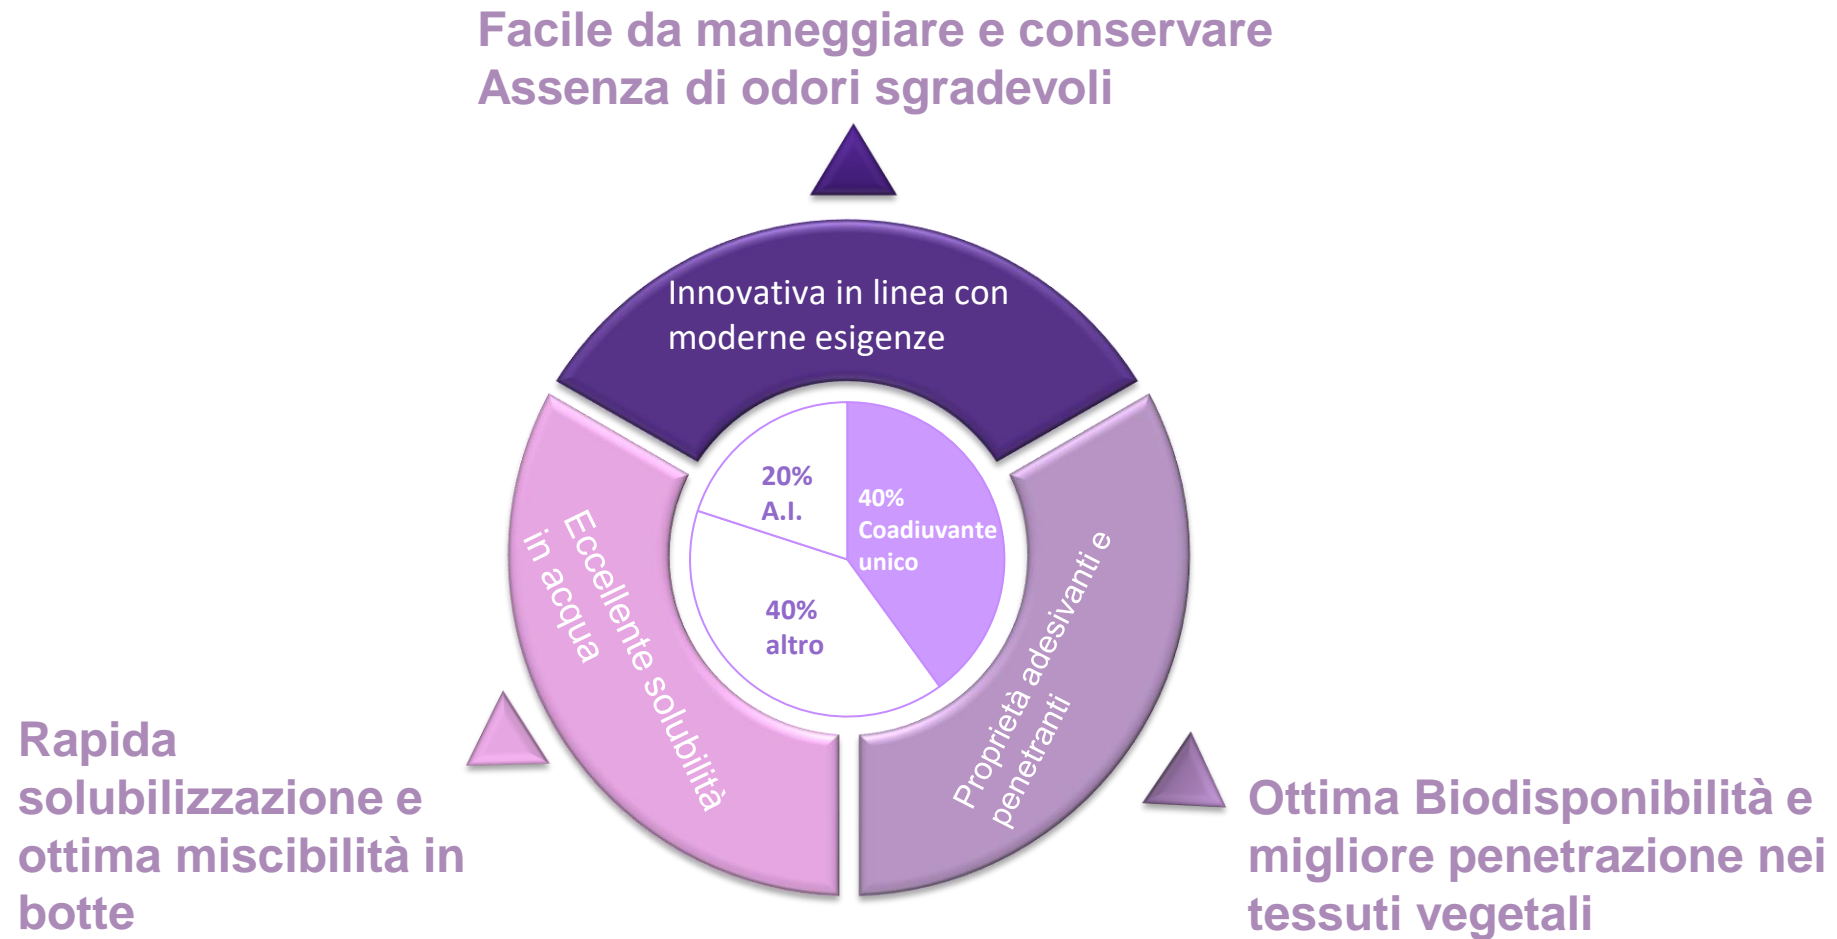 Facile da maneggiare e conservare
Assenza di odori sgradevoli
Innovativa in linea con
moderne esigenze
20%
A.I.
40%
Coadiuvante
unico
40%
altro
Eccellente solubilità
in acqua
Proprietà adesivanti e
penetranti
Rapida
solubilizzazione e
ottima miscibilità in
botte
Ottima Biodisponibilità e
migliore penetrazione nei
tessuti vegetali